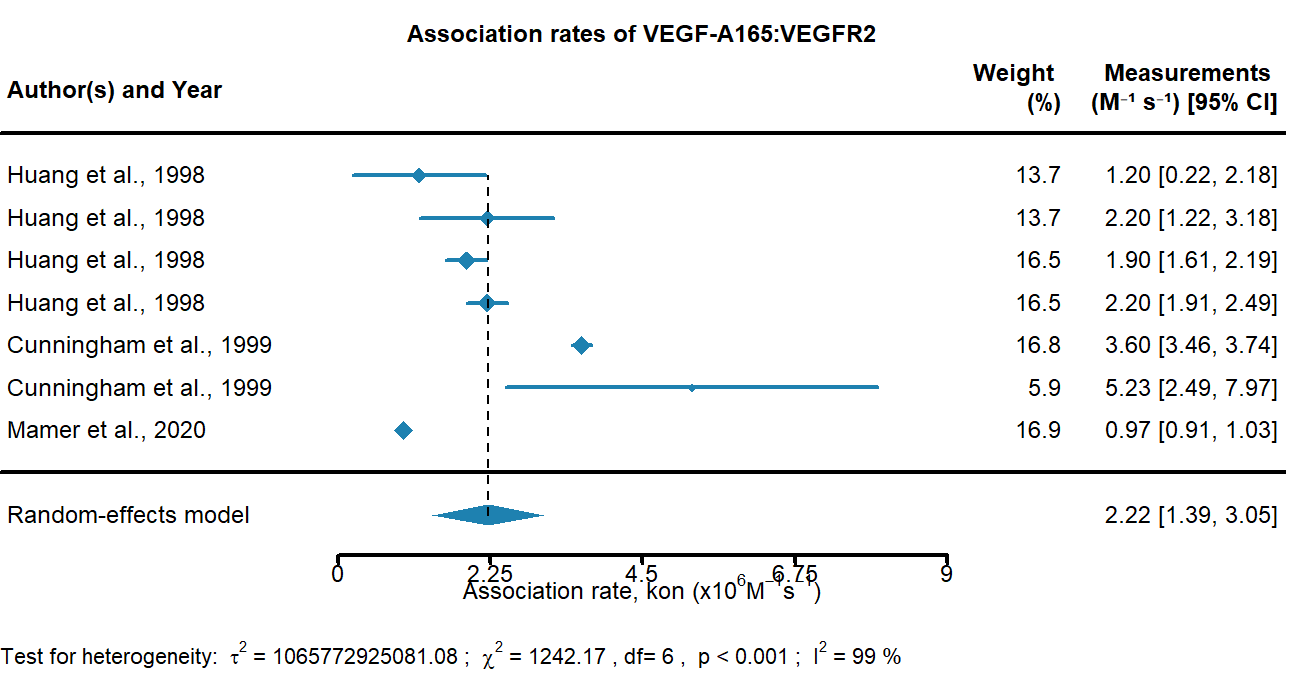 Association rates of VEGF-A165:VEGFR2
Author(s) and Year Weight (%) Measurements (M⁻¹ s⁻¹) [95% CI]
Huang et al., 1998 13.7 1.20 [0.22, 2.18]
Huang et al., 1998 13.7 2.20 [1.22, 3.18]
Huang et al., 1998 16.5 1.90 [1.61, 2.19]
Huang et al., 1998 16.5 2.20 [1.91, 2.49]
Cunningham et al., 1999 16.8 3.60 [3.46, 3.74]
Cunningham et al., 1999 5.9 5.23 [2.49, 7.97]
Mamer et al., 2020 16.9 0.97 [0.91, 1.03]
Random-effects model 2.22 [1.39, 3.05]
0 2.25 4.5 6.75 9
Association rate, kon (x10⁶M⁻¹s⁻¹)
Test for heterogeneity: τ² = 1065772925081.08 ; χ² = 1242.17 , df= 6 , p < 0.001 ; I² = 99 %